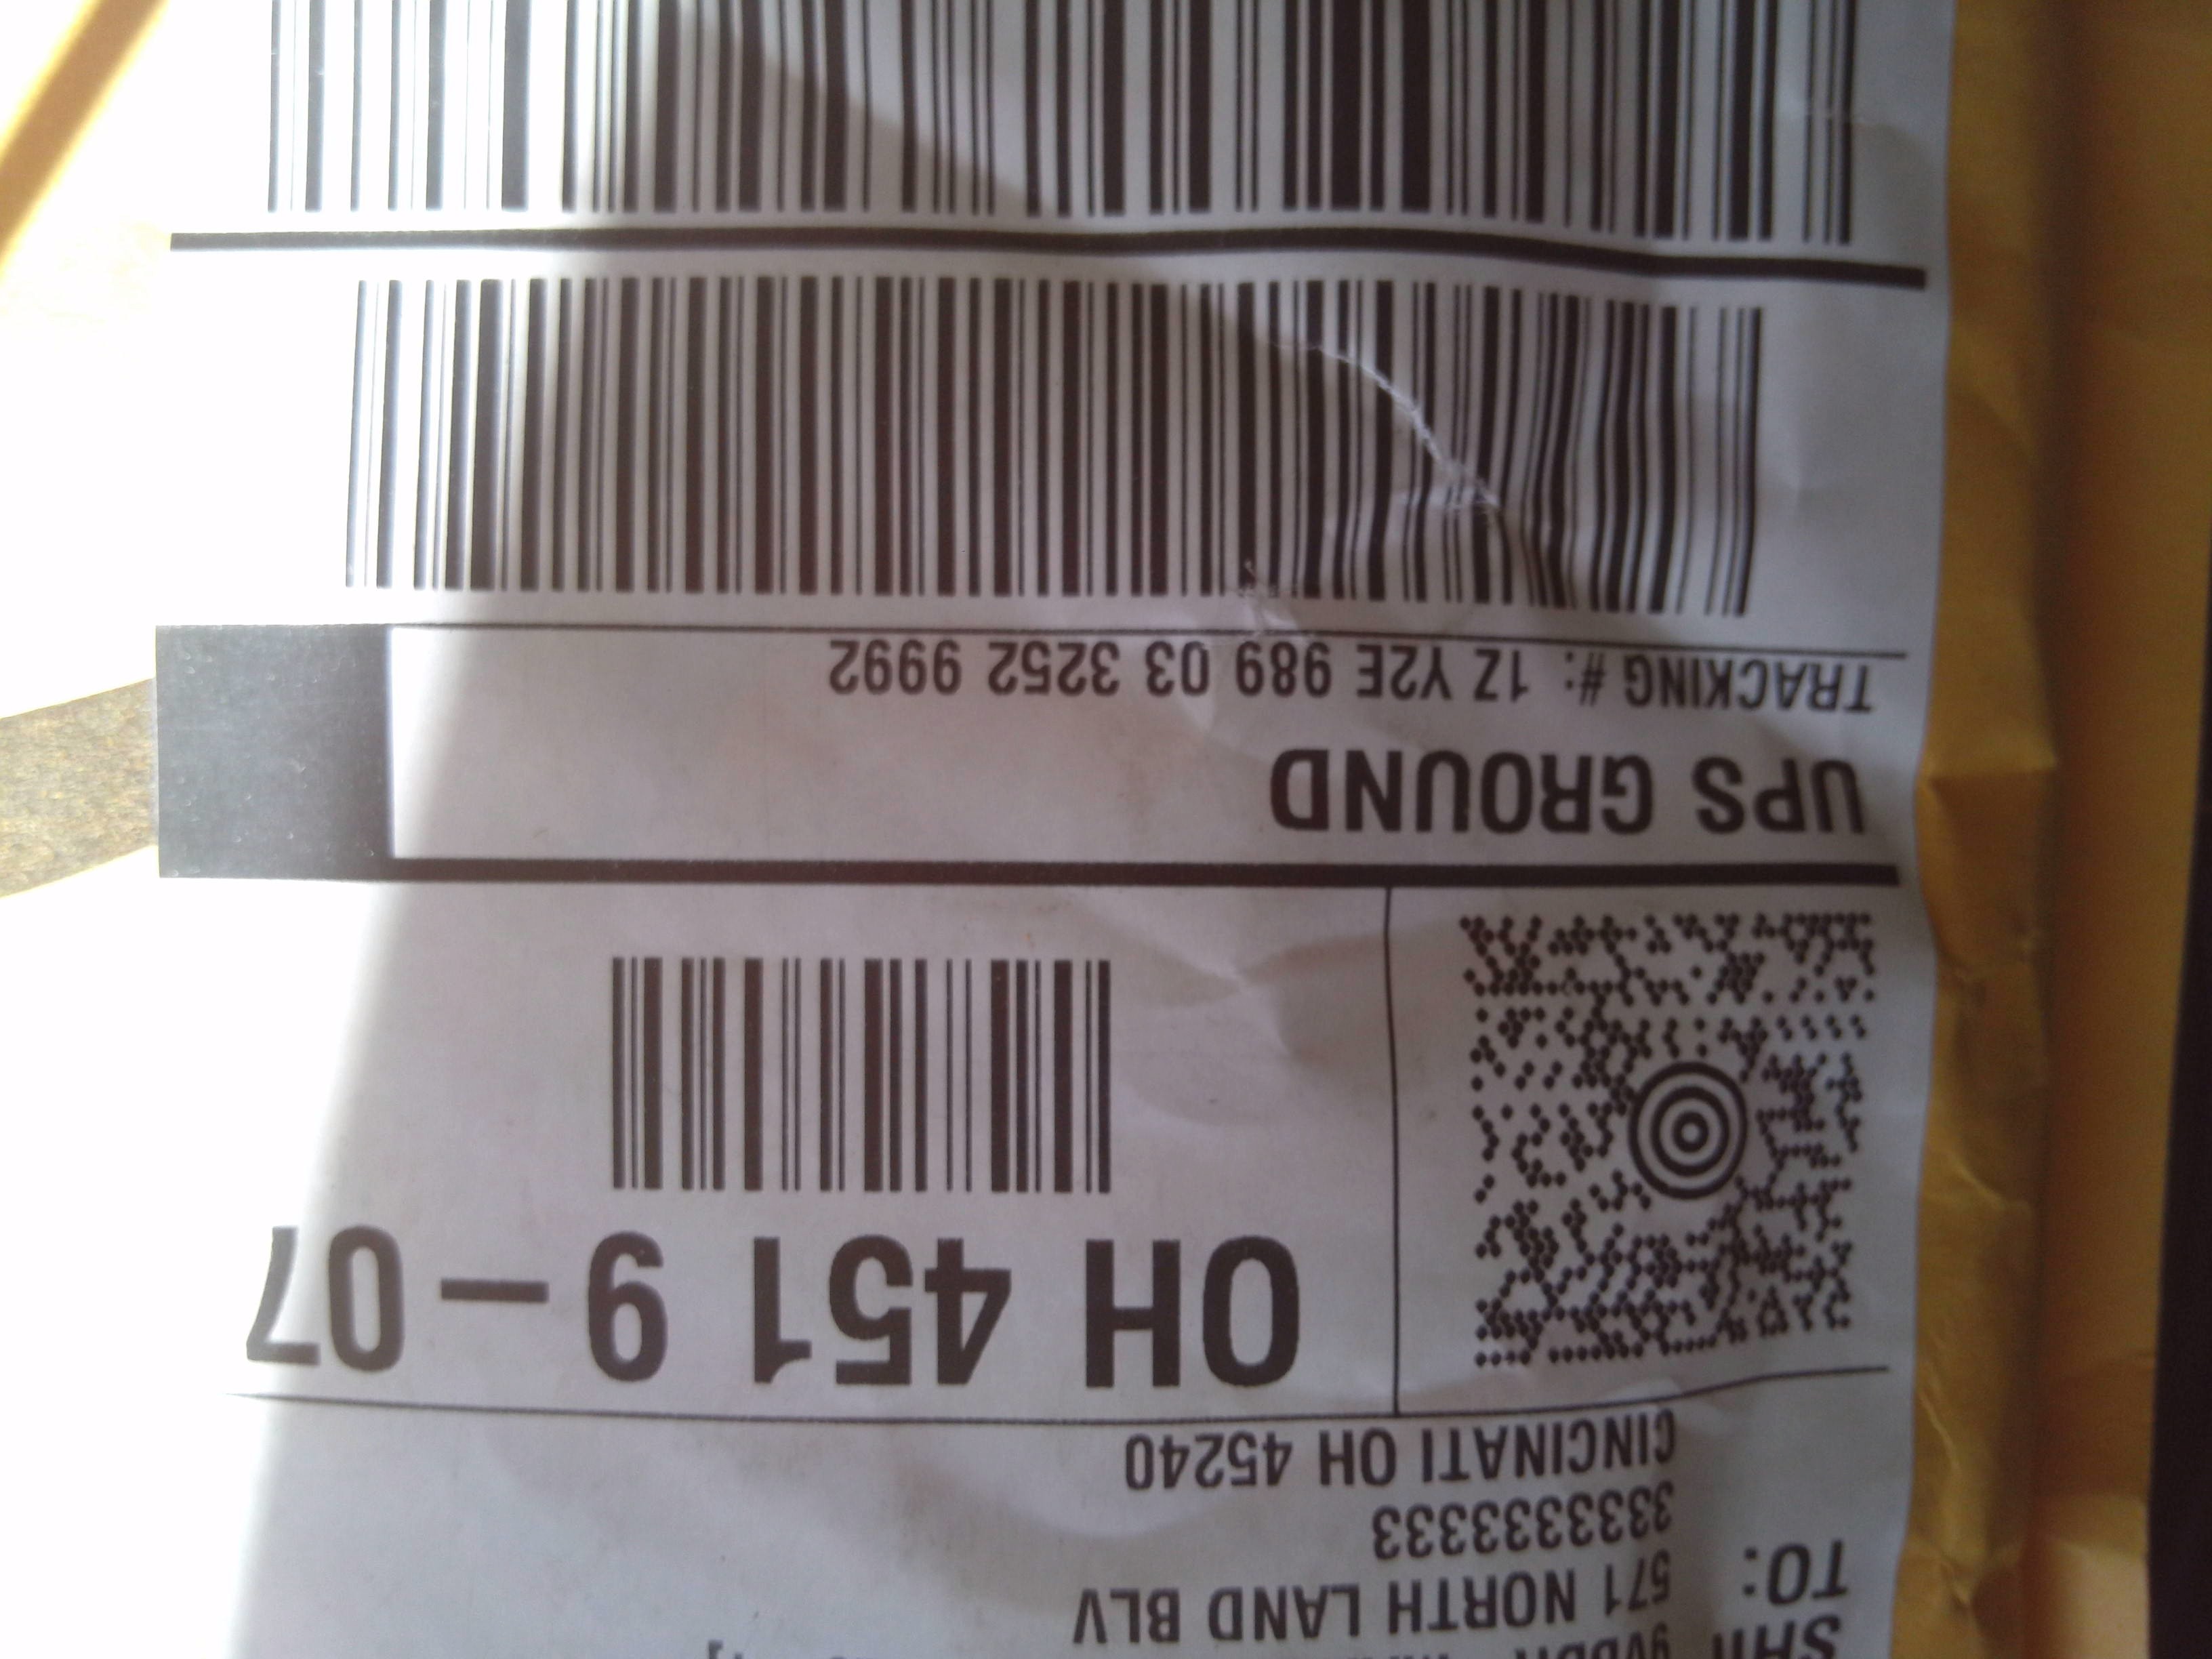 SHIP
TO:
571 NORTH LAND BLV
3333333333
CINCINATI OH 45240
OH 451 9 – 07
UPS GROUND
TRACKING #: 1Z Y2E 989 03 3252 9992